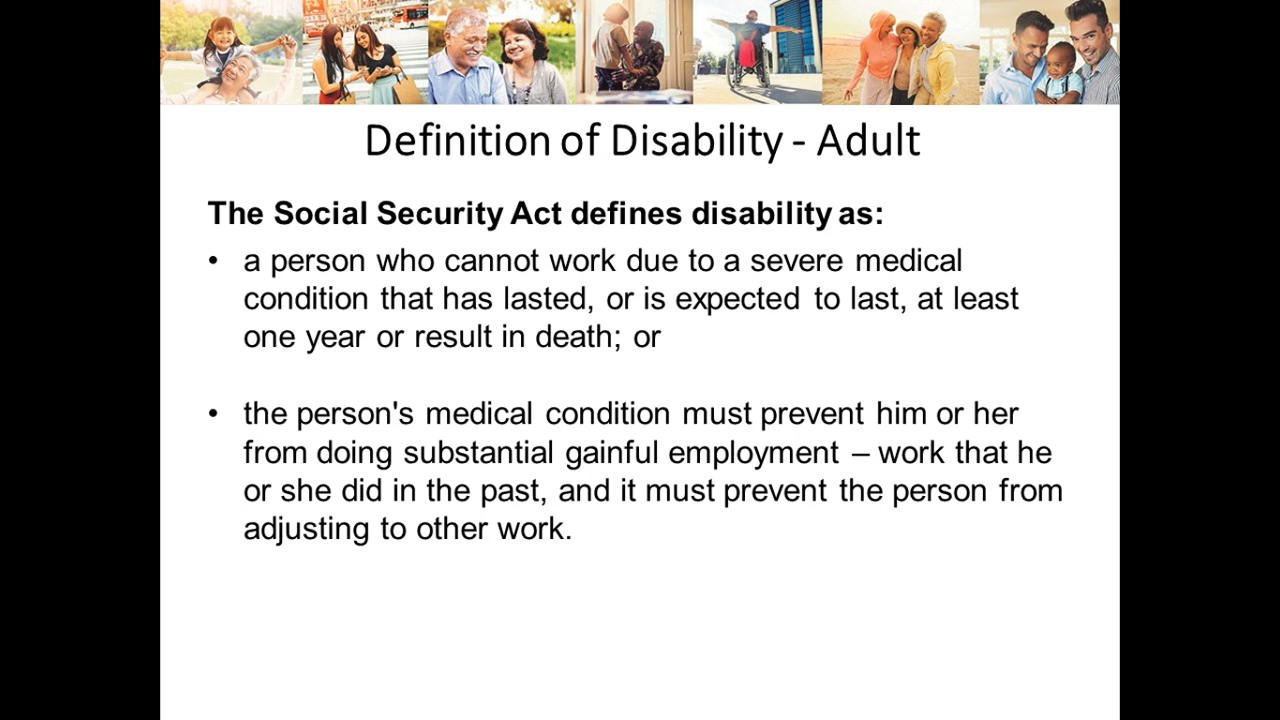 Definition of Disability - Adult
The Social Security Act defines disability as:
• a person who cannot work due to a severe medical
condition that has lasted, or is expected to last, at least
one year or result in death; or
• the person's medical condition must prevent him or her
from doing substantial gainful employment – work that he
or she did in the past, and it must prevent the person from
adjusting to other work.